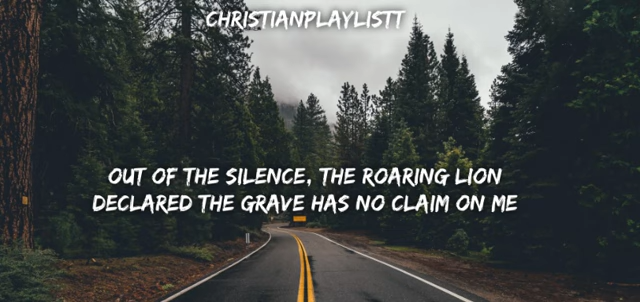 CHRISTIANPLAYLISTT
OUT OF THE SILENCE, THE ROARING LION
DECLARED THE GRAVE HAS NO CLAIM ON ME